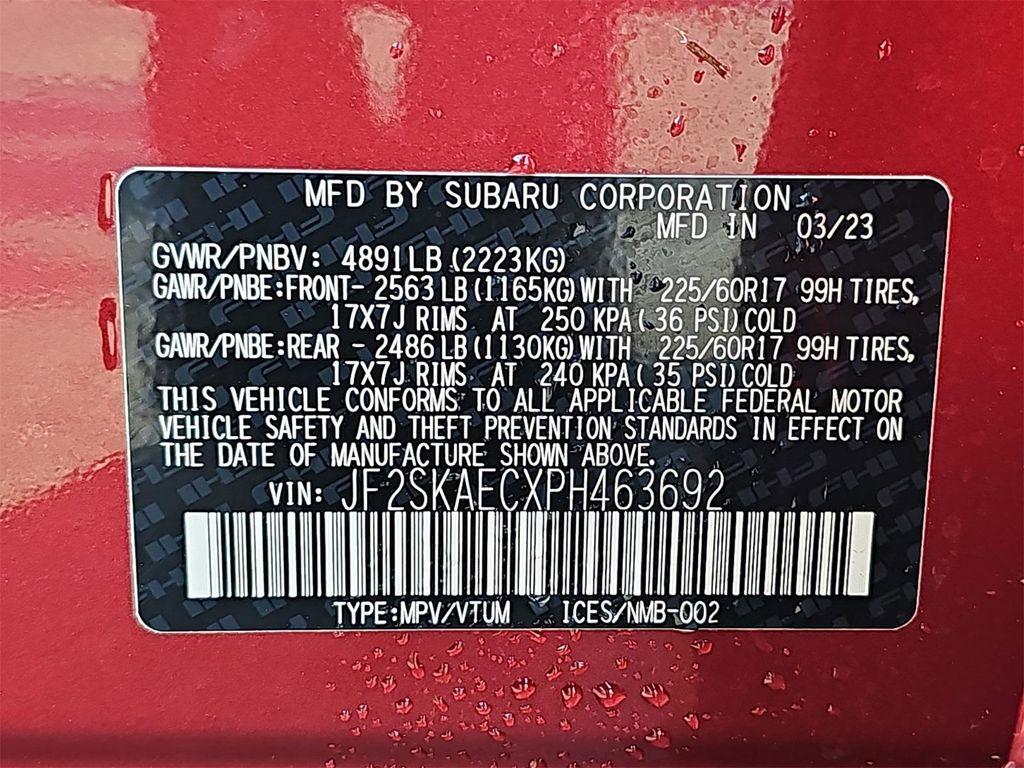 MFD BY SUBARU CORPORATION
MFD IN 03/23
GVWR/PNBV: 4891LB (2223KG)
GAWR/PNBE:FRONT- 2563 LB (1165KG) WITH 225/60R17 99H TIRES,
17X7J RIMS AT 250 KPA ( 36 PSI) COLD
GAWR/PNBE:REAR - 2486 LB (1130KG) WITH 225/60R17 99H TIRES,
17X7J RIMS AT 240 KPA ( 35 PSI) COLD
THIS VEHICLE CONFORMS TO ALL APPLICABLE FEDERAL MOTOR
VEHICLE SAFETY AND THEFT PREVENTION STANDARDS IN EFFECT ON
THE DATE OF MANUFACTURE SHOWN ABOVE.
VIN: JF2SKAECXPH463692
TYPE:MPV/VTUM ICES/NMB-002